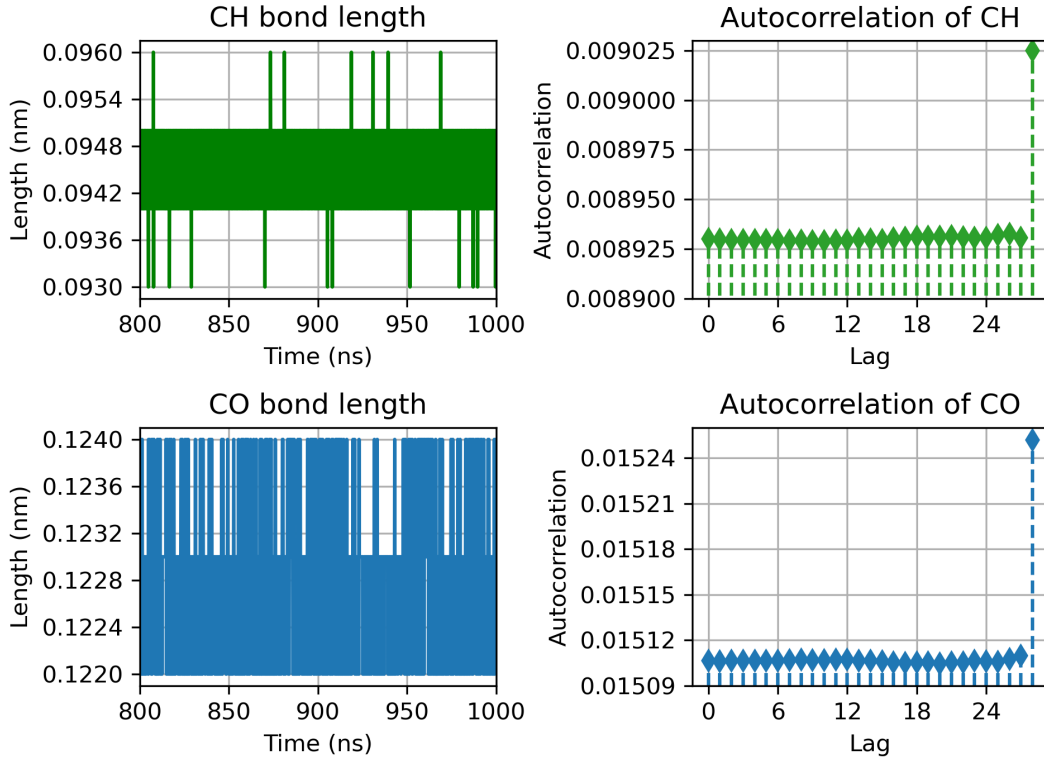 CH bond length
0.0960
0.0954
0.0948
0.0942
0.0936
0.0930
Length (nm)
800 850 900 950 1000
Time (ns)
Autocorrelation of CH
0.009025
0.009000
0.008975
0.008950
0.008925
0.008900
Autocorrelation
0 6 12 18 24
Lag
CO bond length
0.1240
0.1236
0.1232
0.1228
0.1224
0.1220
Length (nm)
800 850 900 950 1000
Time (ns)
Autocorrelation of CO
0.01524
0.01521
0.01518
0.01515
0.01512
0.01509
Autocorrelation
0 6 12 18 24
Lag